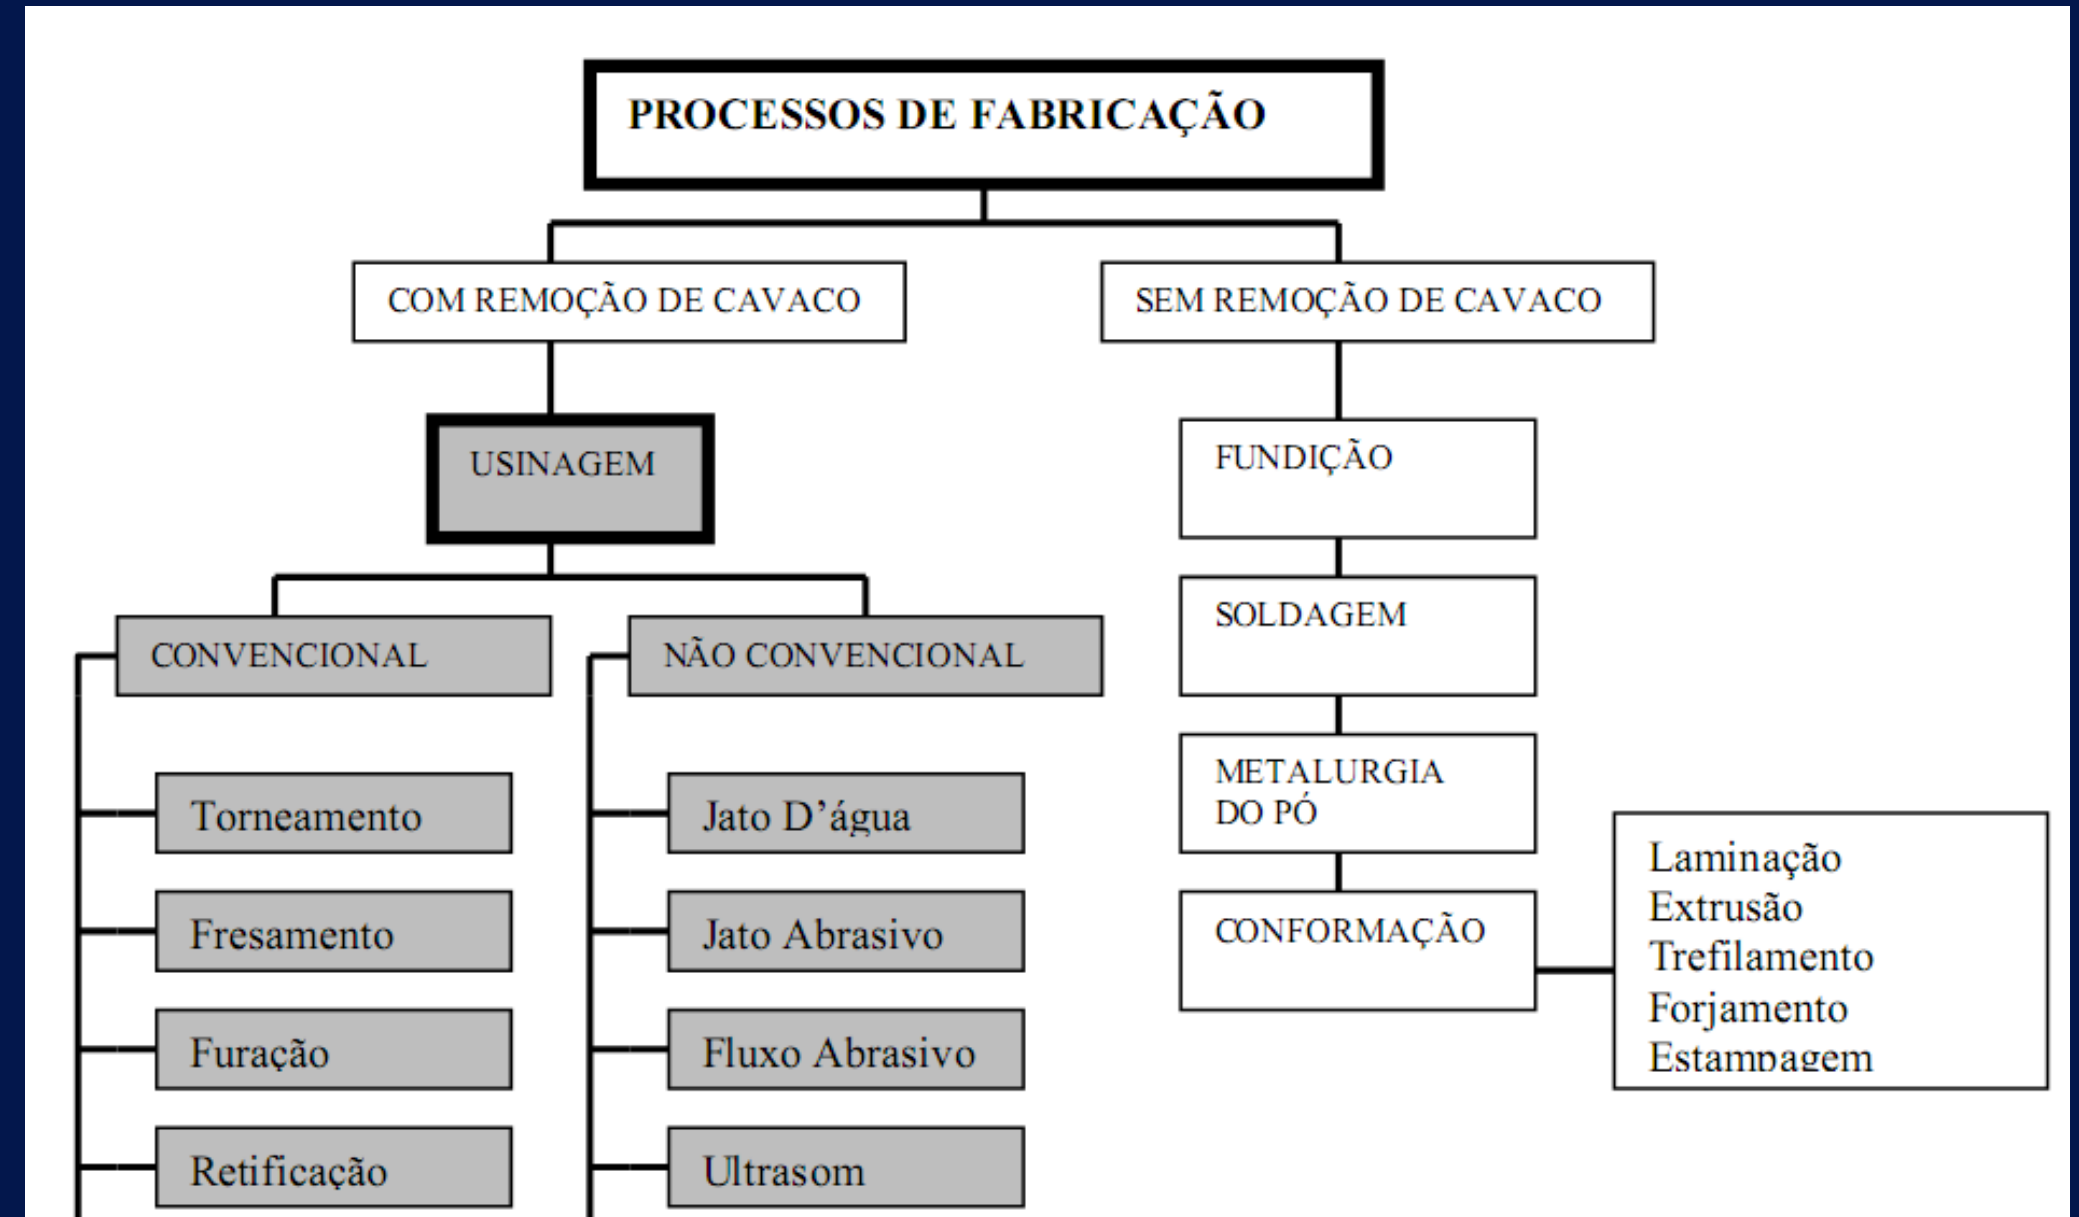 PROCESSOS DE FABRICAÇÃO
COM REMOÇÃO DE CAVACO
SEM REMOÇÃO DE CAVACO
USINAGEM
FUNDIÇÃO
SOLDAGEM
CONVENCIONAL
NÃO CONVENCIONAL
METALURGIA
DO PÓ
Torneamento
Jato D’água
Laminação
Extrusão
Trefilamento
Forjamento
Estampagem
Fresamento
Jato Abrasivo
CONFORMAÇÃO
Furação
Fluxo Abrasivo
Retificação
Ultrasom